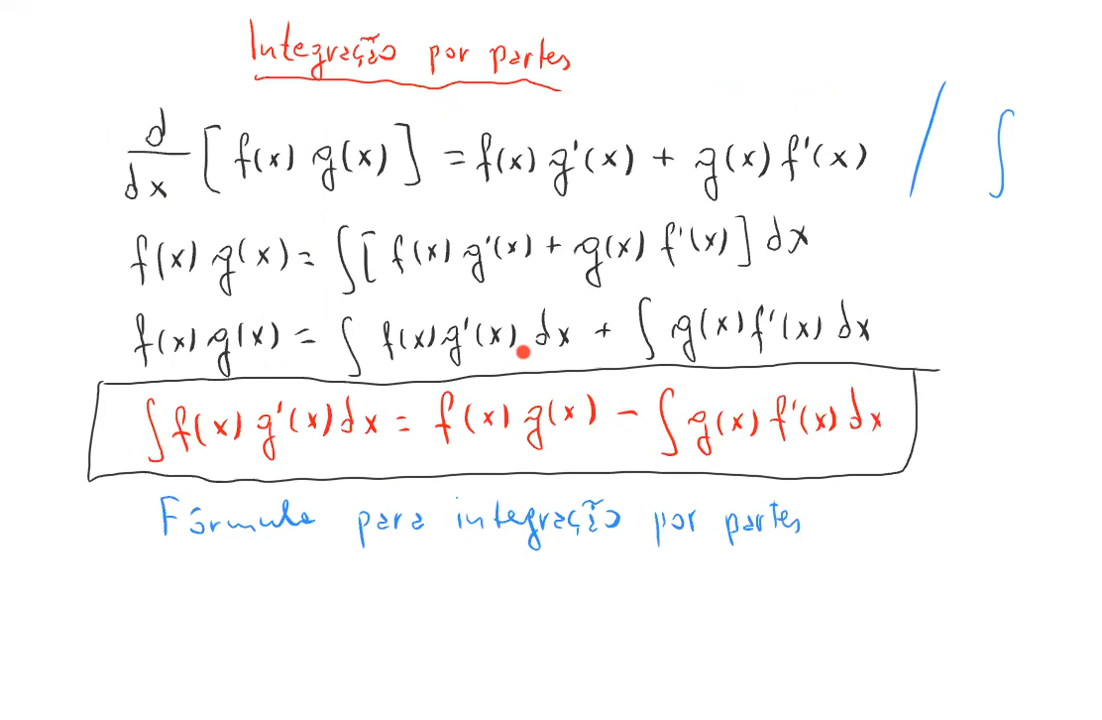 Integração por partes
d/dx [f(x) g(x)] = f(x) g'(x) + g(x) f'(x) / ∫
f(x) g(x) = ∫[f(x) g'(x) + g(x) f'(x)] dx
f(x) g(x) = ∫ f(x) g'(x) dx + ∫ g(x) f'(x) dx
∫ f(x) g'(x) dx = f(x) g(x) - ∫ g(x) f'(x) dx
Fórmula para integração por partes